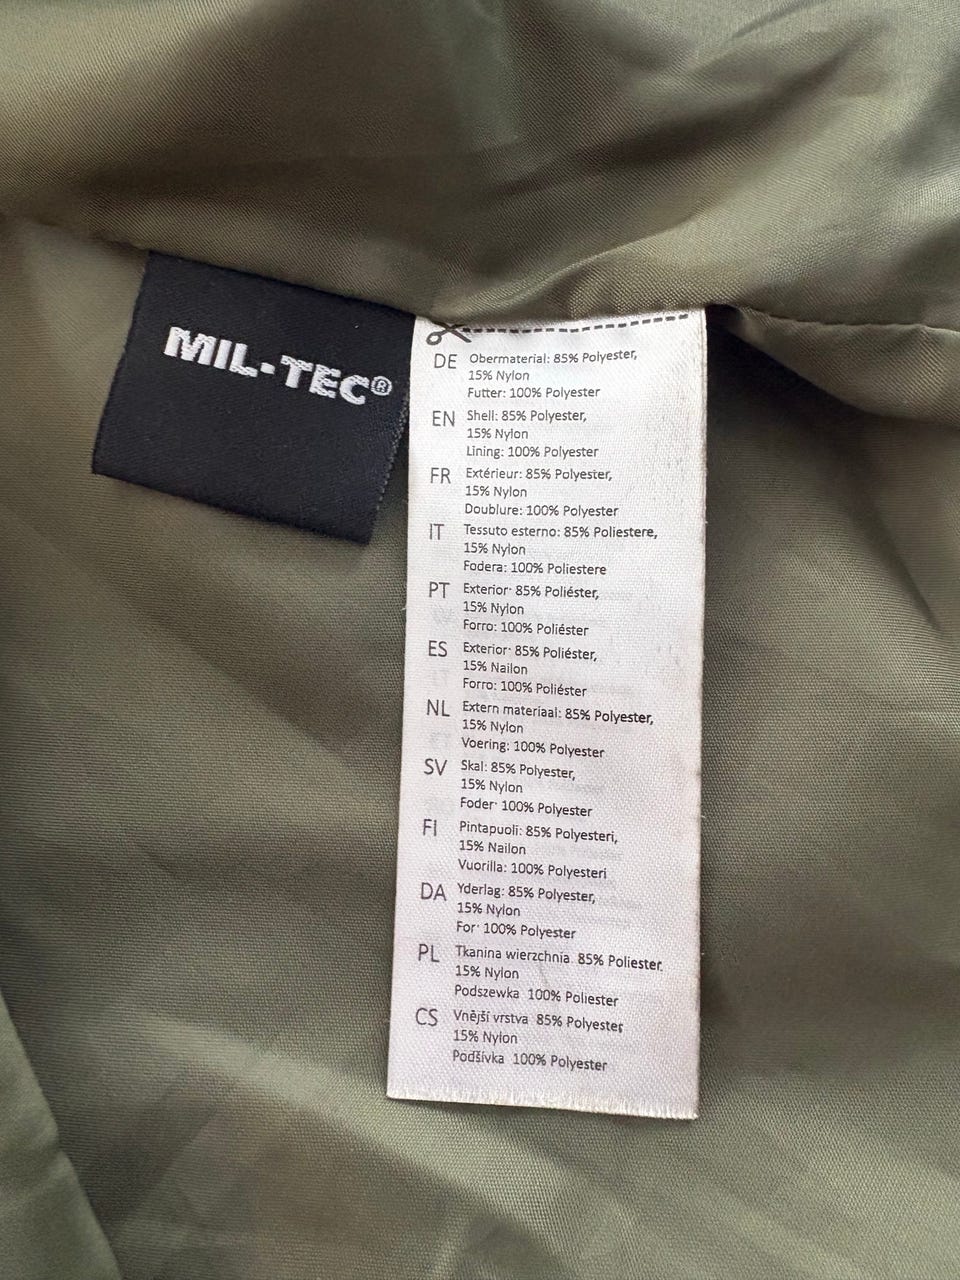 MIL-TEC®
DE Obermaterial: 85% Polyester,
15% Nylon
Futter: 100% Polyester
EN Shell: 85% Polyester,
15% Nylon
Lining: 100% Polyester
FR Extérieur: 85% Polyester,
15% Nylon
Doublure: 100% Polyester
IT Tessuto esterno: 85% Poliestere,
15% Nylon
Fodera: 100% Poliestere
PT Exterior: 85% Poliéster,
15% Nylon
Forro: 100% Poliéster
ES Exterior: 85% Poliéster,
15% Nailon
Forro: 100% Poliéster
NL Extern materiaal: 85% Polyester,
15% Nylon
Voering: 100% Polyester
SV Skal: 85% Polyester,
15% Nylon
Foder: 100% Polyester
FI Pintapuoli: 85% Polyesteri,
15% Nailon
Vuorilla: 100% Polyesteri
DA Yderlag: 85% Polyester,
15% Nylon
For: 100% Polyester
PL Tkanina wierzchnia 85% Poliester,
15% Nylon
Podszewka 100% Poliester
CS Vnější vrstva 85% Polyester,
15% Nylon
Podšívka 100% Polyester